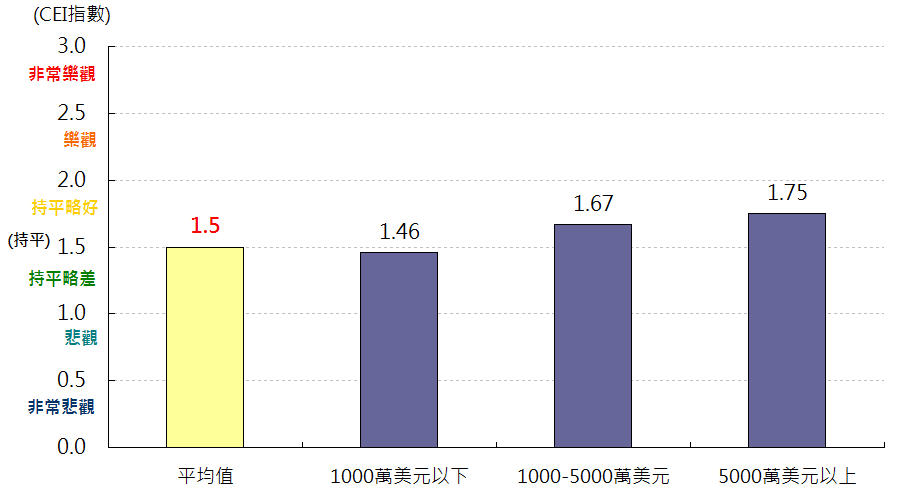 (CEI指數)
3.0
非常樂觀
2.5
樂觀
2.0
持平略好
(持平) 1.5
持平略差
1.0
悲觀
0.5
非常悲觀
0.0
1.5
1.46
1.67
1.75
平均值
1000萬美元以下
1000-5000萬美元
5000萬美元以上